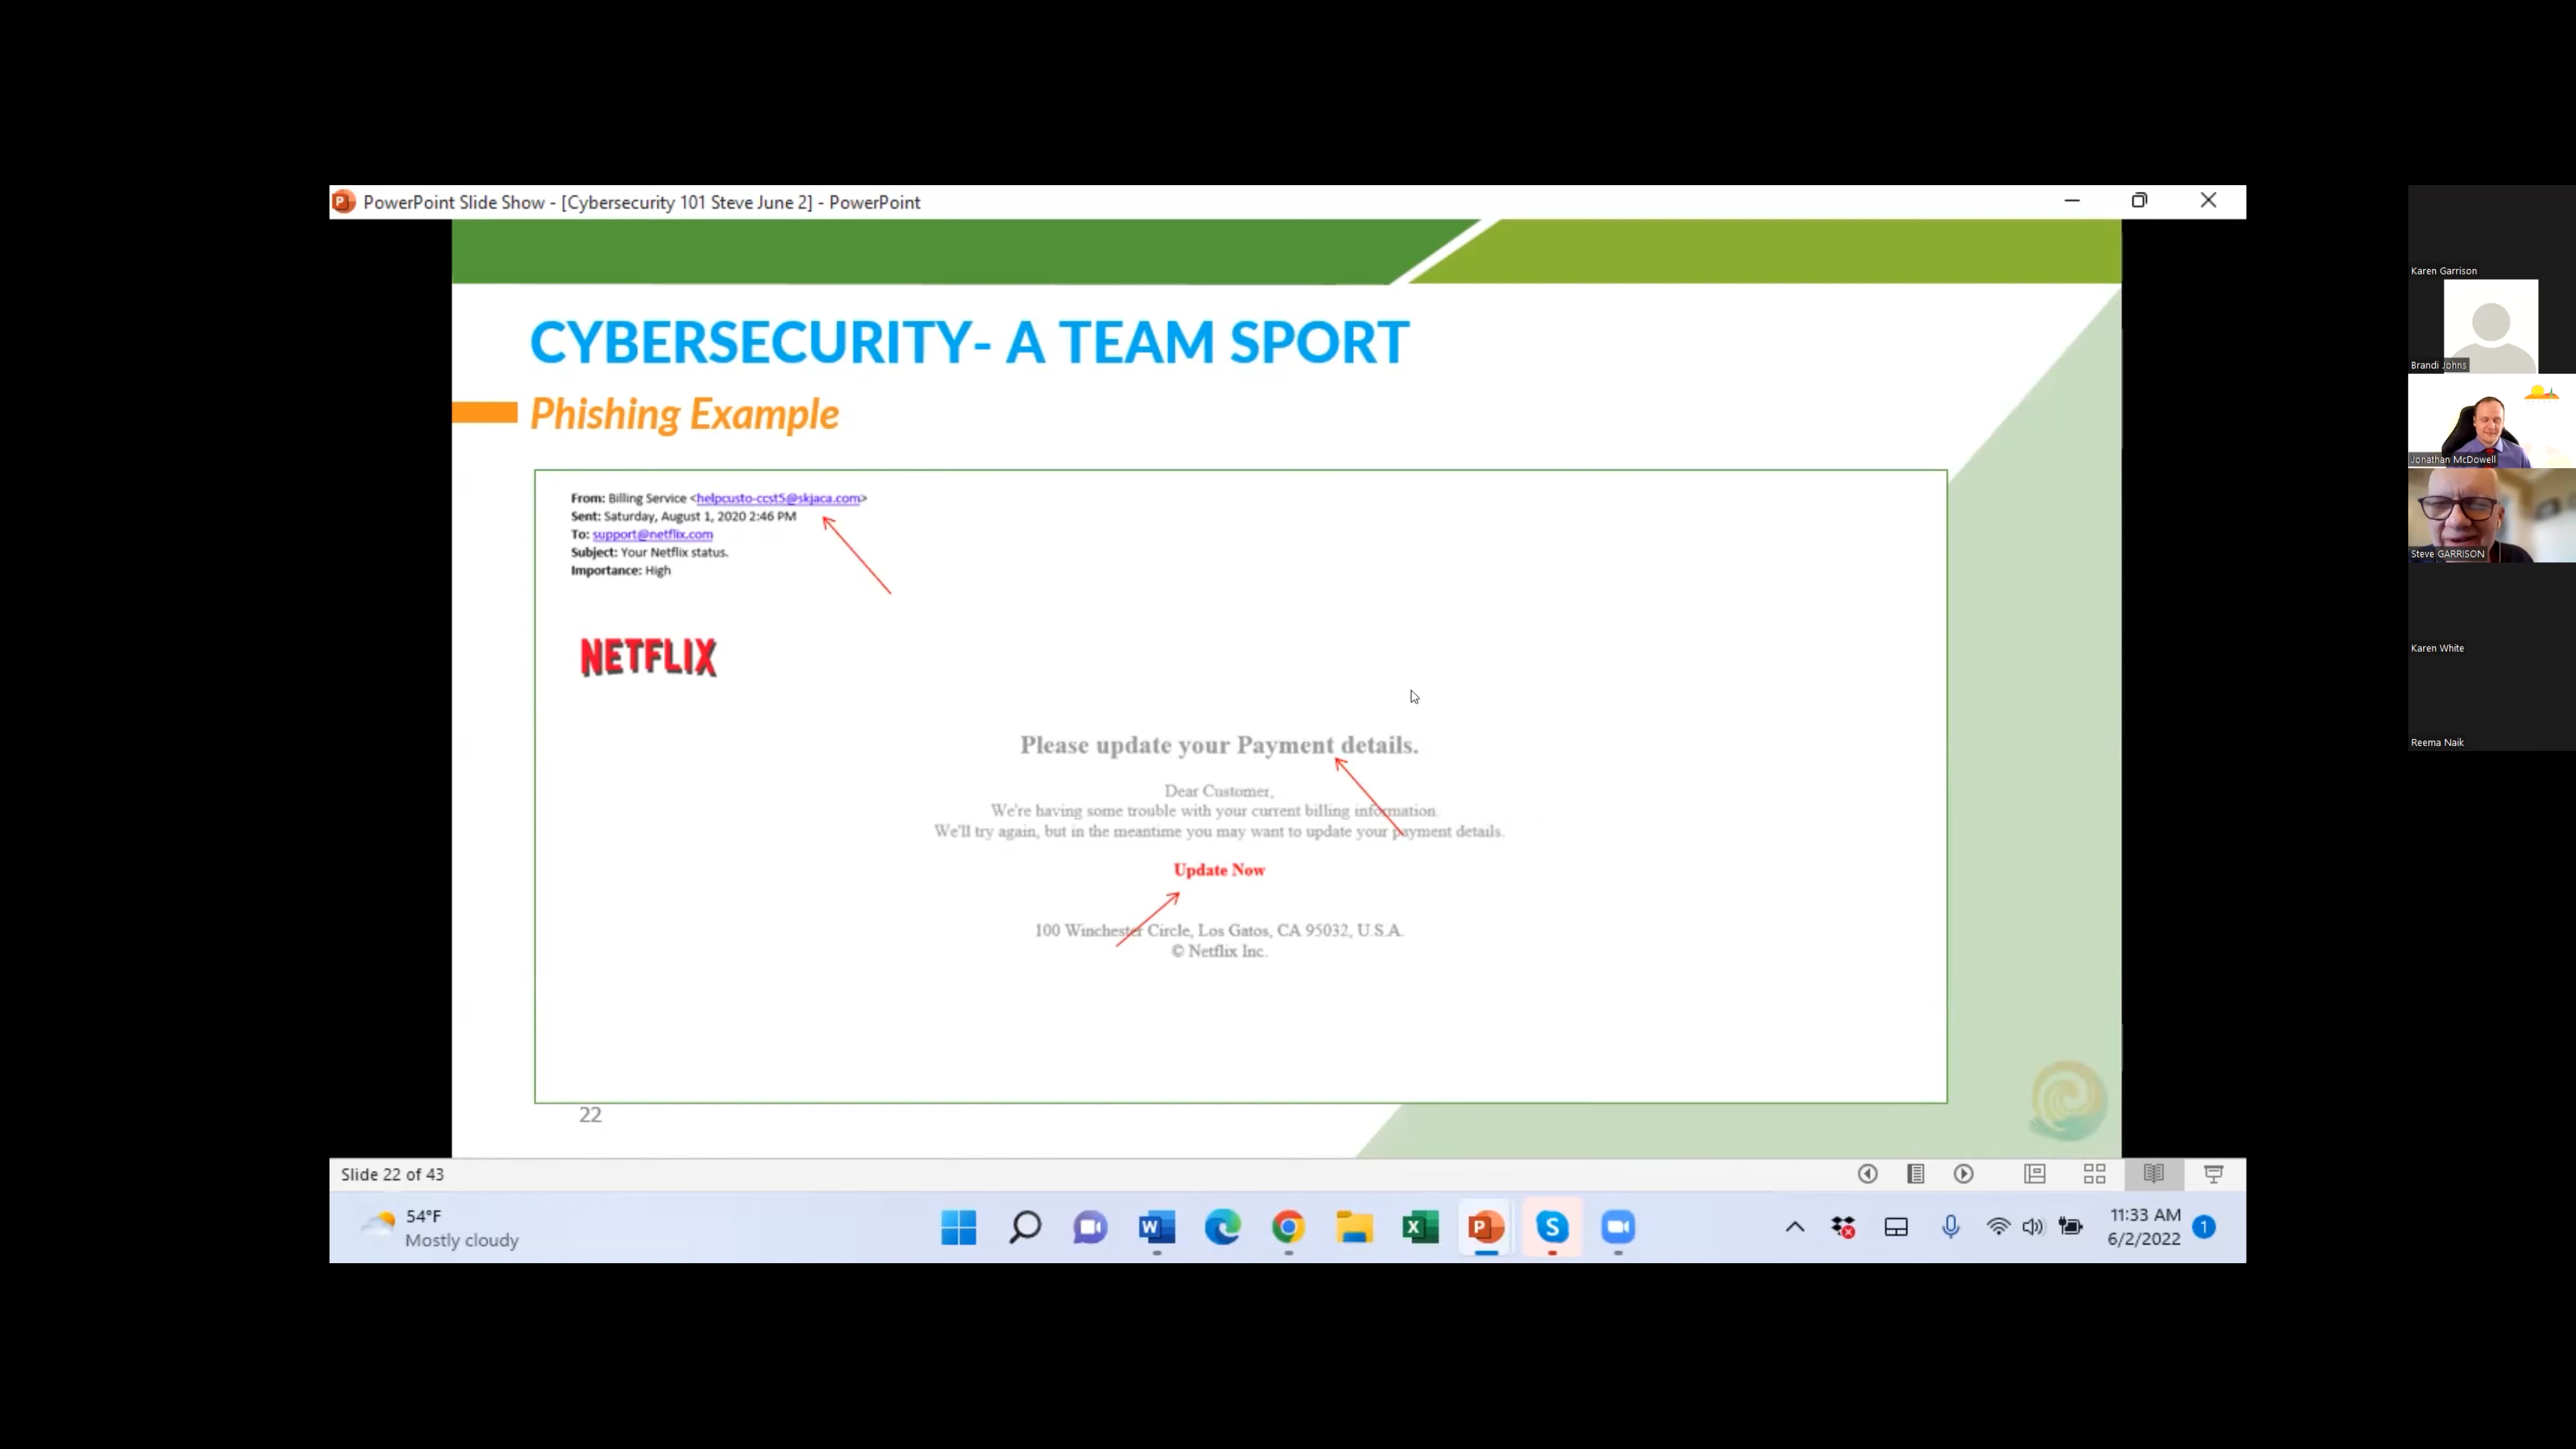 PowerPoint Slide Show - [Cybersecurity 101 Steve June 2] - PowerPoint
CYBERSECURITY- A TEAM SPORT
Phishing Example
From: Billing Service <helpcusto-ccst5@skjaca.com>
Sent: Saturday, August 1, 2020 2:46 PM
To: support@netflix.com
Subject: Your Netflix status.
Importance: High
NETFLIX
Please update your Payment details.
Dear Customer,
We're having some trouble with your current billing information.
We'll try again, but in the meantime you may want to update your payment details.
Update Now
100 Winchester Circle, Los Gatos, CA 95032, U.S.A.
© Netflix Inc.
22
Slide 22 of 43
54°F
Mostly cloudy
11:33 AM
6/2/2022
1
Karen Garrison
Brandi Johns
Jonathan McDowell
Steve GARRISON
Karen White
Reema Naik